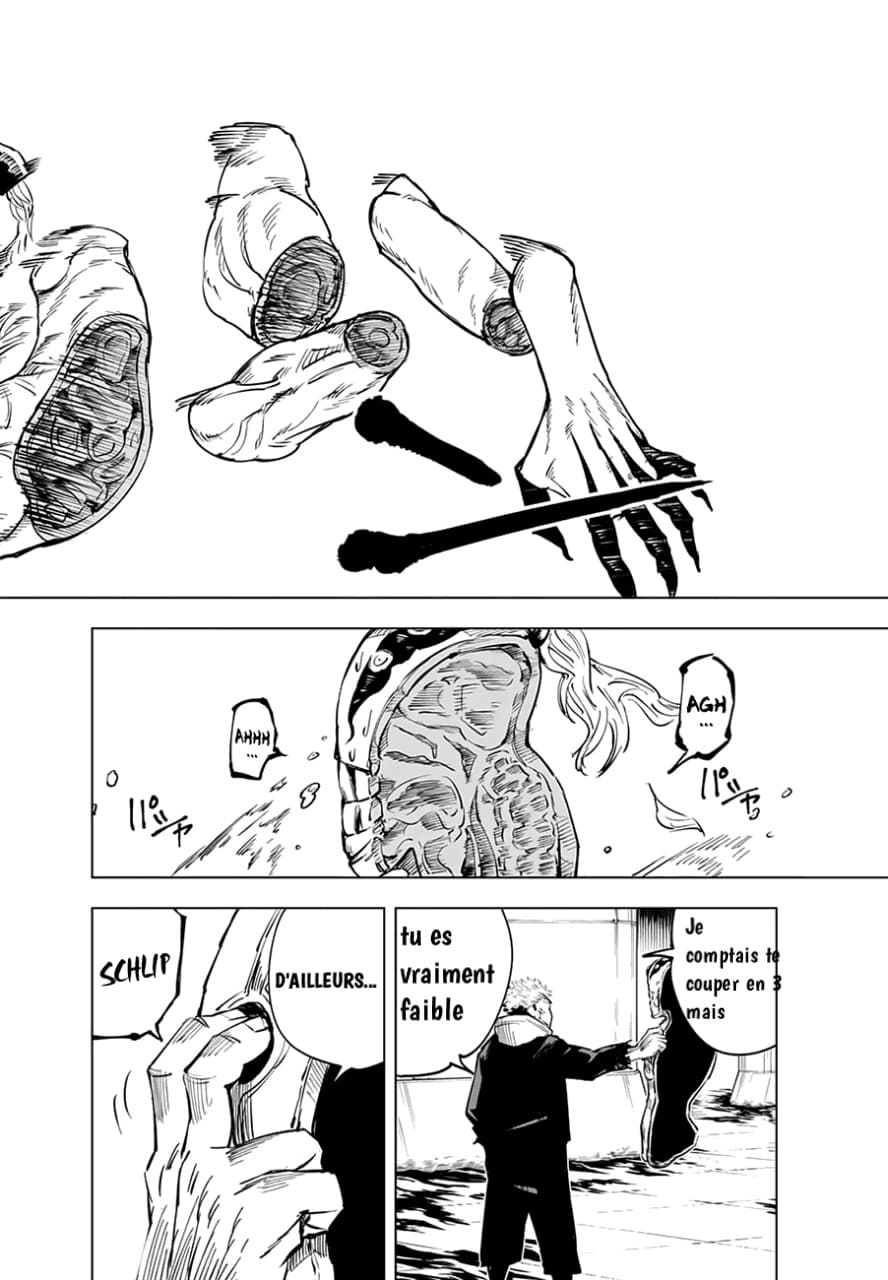 AGH
...
AHHH
...
パッ
パッ
Je
comptais te
couper en 3
mais
tu es
vraiment
faible
D'AILLEURS...
SCHLIP